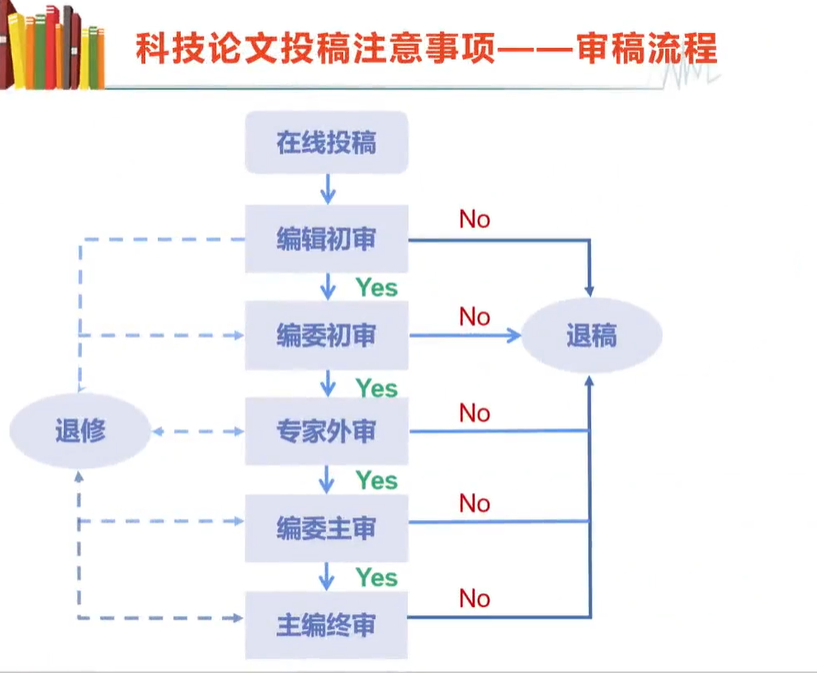 科技论文投稿注意事项——审稿流程
在线投稿
编辑初审
No
Yes
编委初审
No
退稿
Yes
退修
专家外审
No
Yes
编委主审
No
Yes
主编终审
No